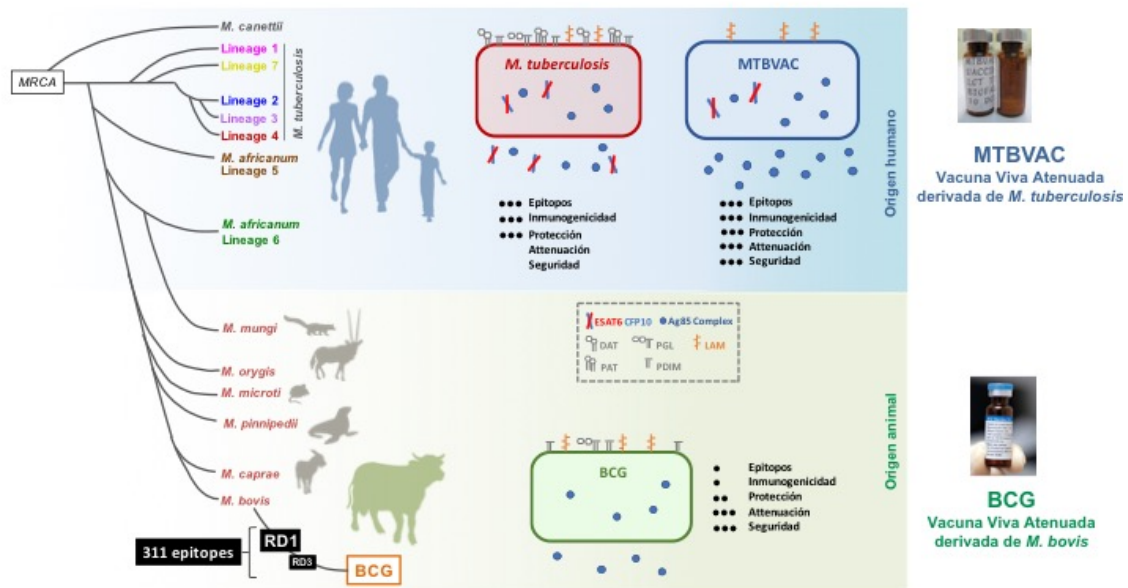 MRCA
M. canettii
Lineage 1
Lineage 7
Lineage 2
Lineage 3
Lineage 4
M. tuberculosis
M. africanum
Lineage 5
M. africanum
Lineage 6
M. tuberculosis
●●● Epitopos
●●● Inmunogenicidad
●●● Protección
Attenuación
Seguridad
MTBVAC
●●● Epitopos
●●● Inmunogenicidad
●●● Protección
●●● Attenuación
●●● Seguridad
Origen humano
MTBVAC
Vacuna Viva Atenuada
derivada de M. tuberculosis
M. mungi
M. orygis
M. microti
M. pinnipedii
M. caprae
M. bovis
311 epitopes
RD1
RD3
BCG
ESAT6 CFP10 Ag85 Complex
DAT PGL LAM
PAT PDIM
BCG
● Epitopos
● Inmunogenicidad
●● Protección
●●● Attenuación
●●● Seguridad
Origen animal
BCG
Vacuna Viva Atenuada
derivada de M. bovis